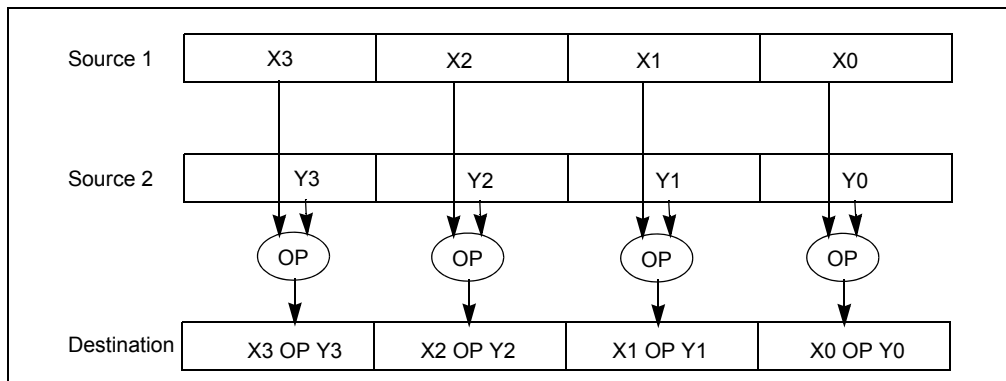 Source 1 X3 X2 X1 X0
Source 2 Y3 Y2 Y1 Y0
OP OP OP OP
Destination X3 OP Y3 X2 OP Y2 X1 OP Y1 X0 OP Y0